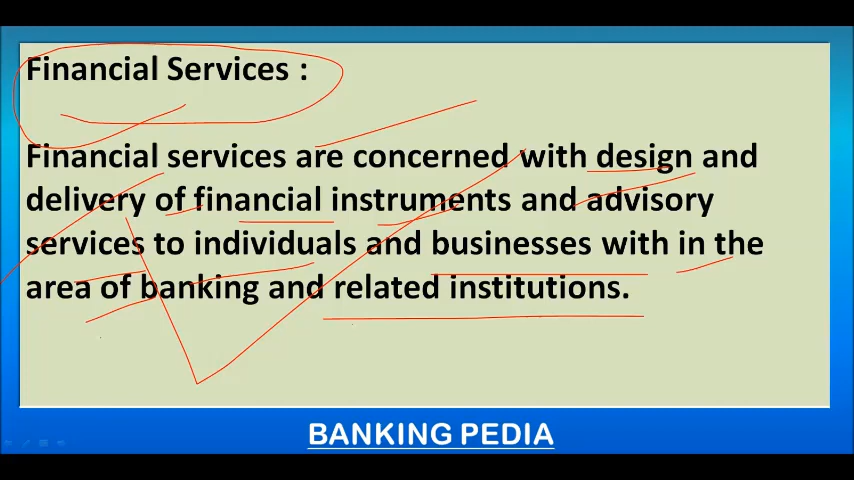 Financial Services :
Financial services are concerned with design and
delivery of financial instruments and advisory
services to individuals and businesses with in the
area of banking and related institutions.
BANKING PEDIA